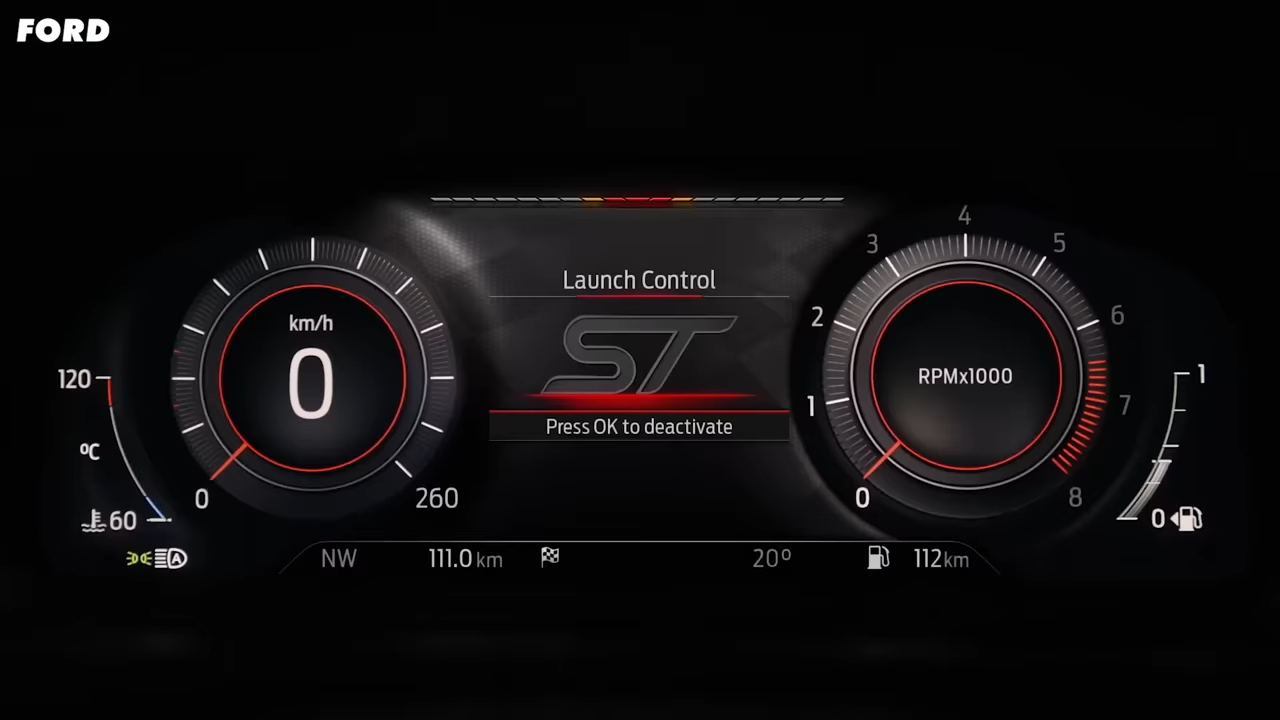 FORD
Launch Control
ST
Press OK to deactivate
km/h
0
0
260
120
°C
60
A
RPMx1000
0
1
2
3
4
5
6
7
8
1
0
NW
111.0 km
20°
112 km